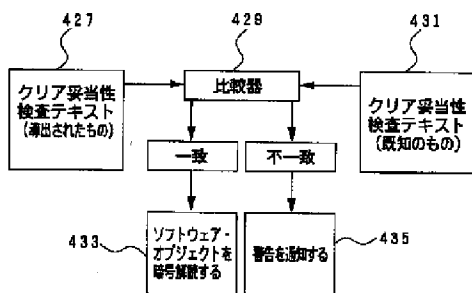 427
429
431
クリア妥当性
検査テキスト
(導出されたもの)
比較器
クリア妥当性
検査テキスト
(既知のもの)
一致
不一致
433
ソフトウェア・
オブジェクトを
暗号解読する
警告を通知する
435